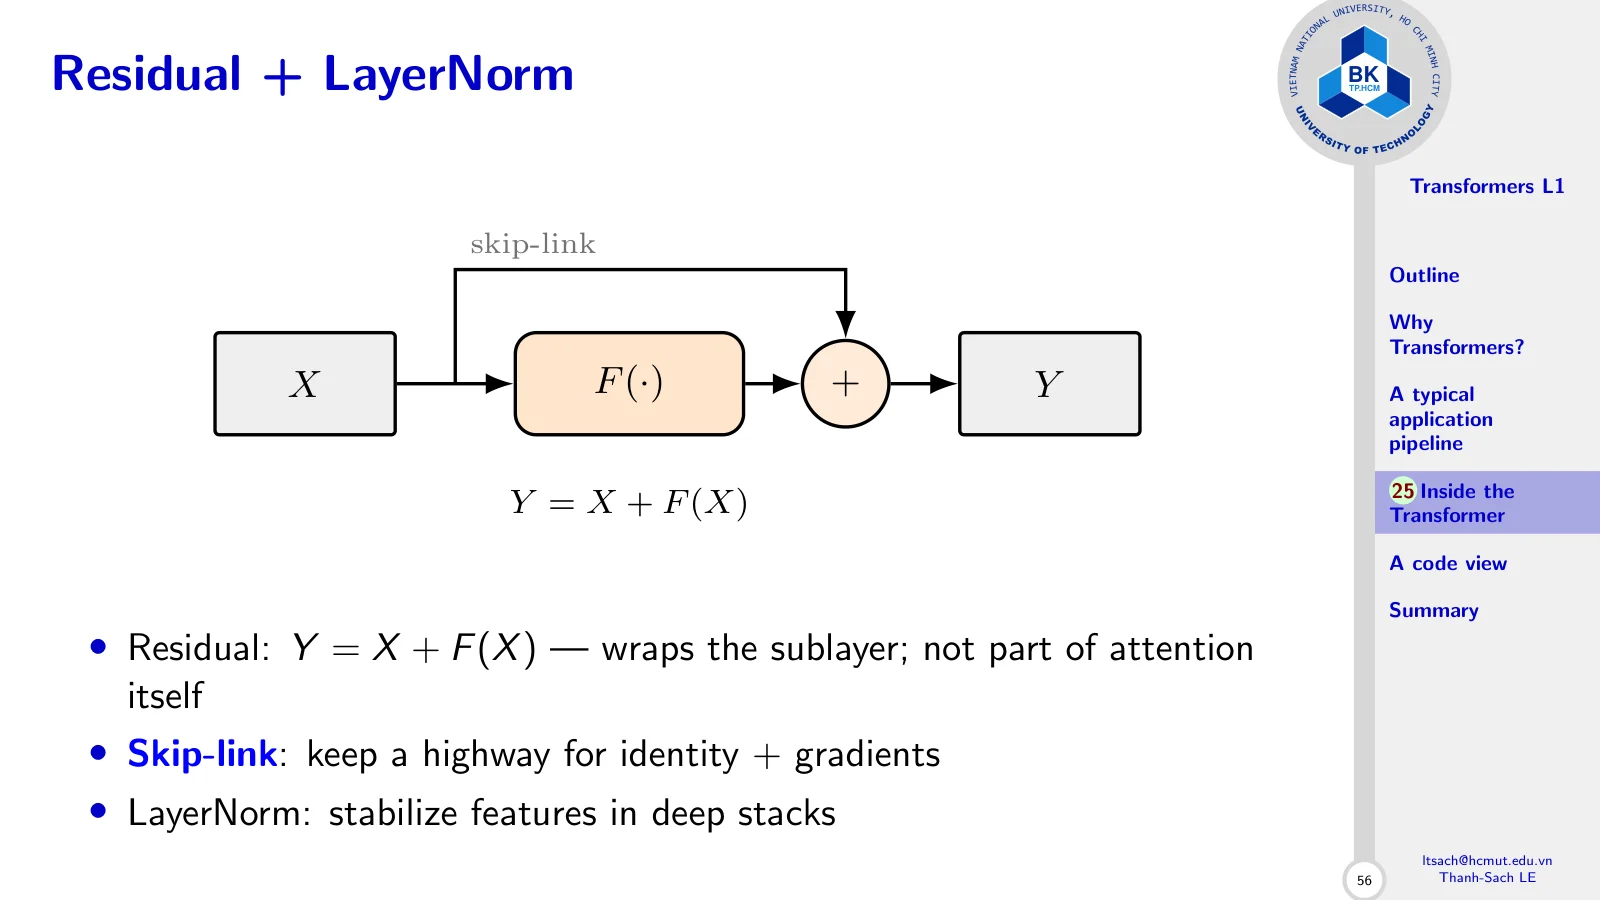 Residual + LayerNorm
skip-link
X
F(·)
+
Y
Y = X + F(X)
• Residual: Y = X + F(X) — wraps the sublayer; not part of attention
itself
• Skip-link: keep a highway for identity + gradients
• LayerNorm: stabilize features in deep stacks
VIETNAM NATIONAL UNIVERSITY, HO CHI MINH CITY
BK
TP.HCM
UNIVERSITY OF TECHNOLOGY
Transformers L1
Outline
Why
Transformers?
A typical
application
pipeline
25 Inside the
Transformer
A code view
Summary
ltsach@hcmut.edu.vn
Thanh-Sach LE
56